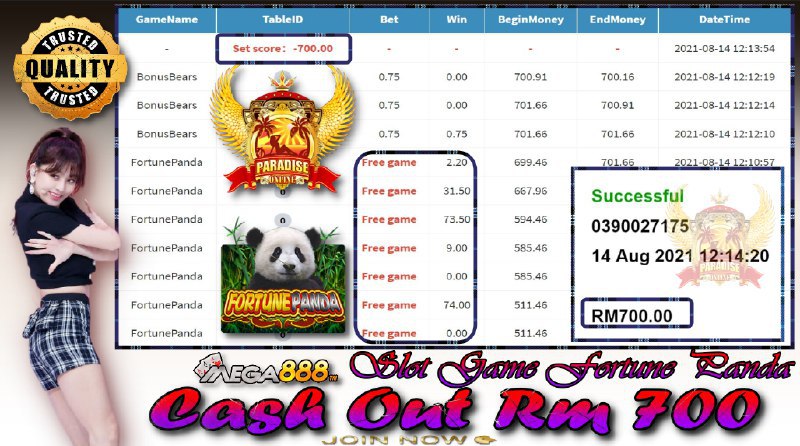 TRUSTED
QUALITY
TRUSTED
GameName TableID Bet Win BeginMoney EndMoney DateTime
- Set score: -700.00 - - - - 2021-08-14 12:13:54
BonusBears 0.75 0.00 700.91 700.16 2021-08-14 12:12:19
BonusBears 0.75 0.00 701.66 700.91 2021-08-14 12:12:14
BonusBears 0.75 0.75 701.66 701.66 2021-08-14 12:12:10
FortunePanda Free game 2.20 699.46 701.66 2021-08-14 12:10:57
FortunePanda Free game 31.50 667.96
FortunePanda 0 Free game 73.50 594.46
FortunePanda Free game 9.00 585.46
FortunePanda Free game 0.00 585.46
FortunePanda Free game 74.00 511.46
FortunePanda 0 Free game 0.00 511.46
PARADISE
ONLINE
FORTUNE PANDA
Successful
0390027175
14 Aug 2021 12:14:20
RM700.00
PARADISE
ONLINE
MEGA888 TM Slot Game Fortune Panda
Cash Out Rm 700
JOIN NOW